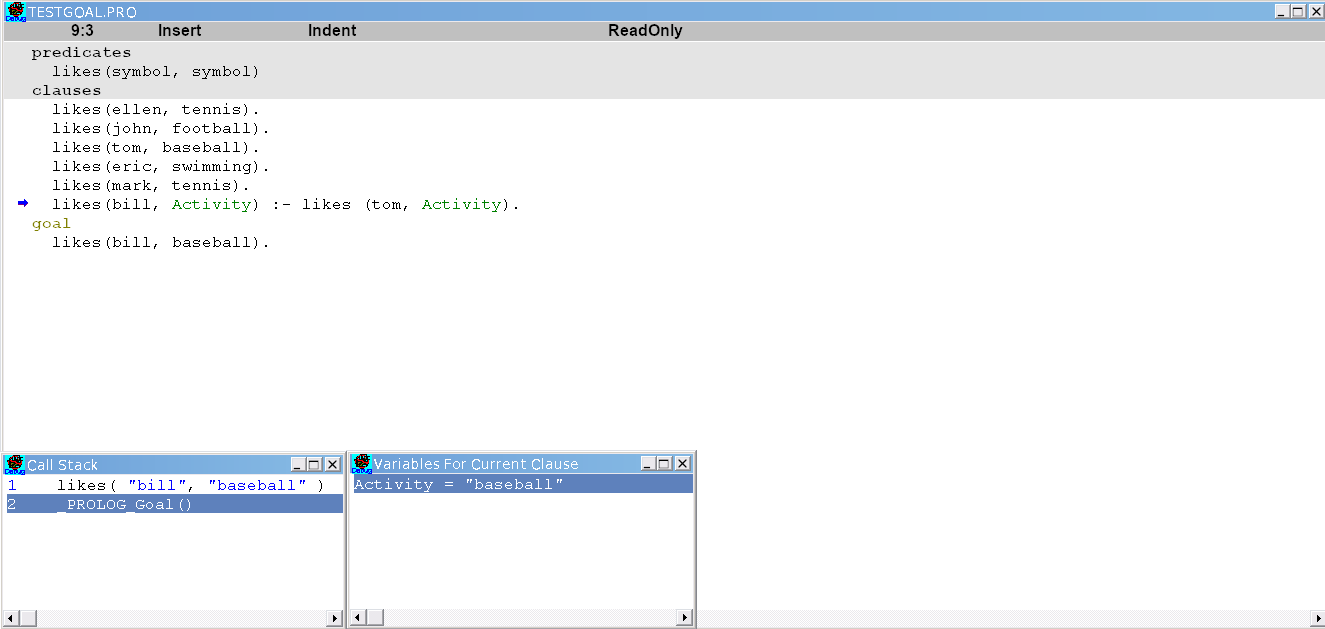 TESTGOAL.PRO
9:3 Insert Indent ReadOnly
predicates
likes(symbol, symbol)
clauses
likes(ellen, tennis).
likes(john, football).
likes(tom, baseball).
likes(eric, swimming).
likes(mark, tennis).
likes(bill, Activity) :- likes (tom, Activity).
goal
likes(bill, baseball).
Call Stack
1 likes( "bill", "baseball" )
2 _PROLOG_Goal()
Variables For Current Clause
Activity = "baseball"